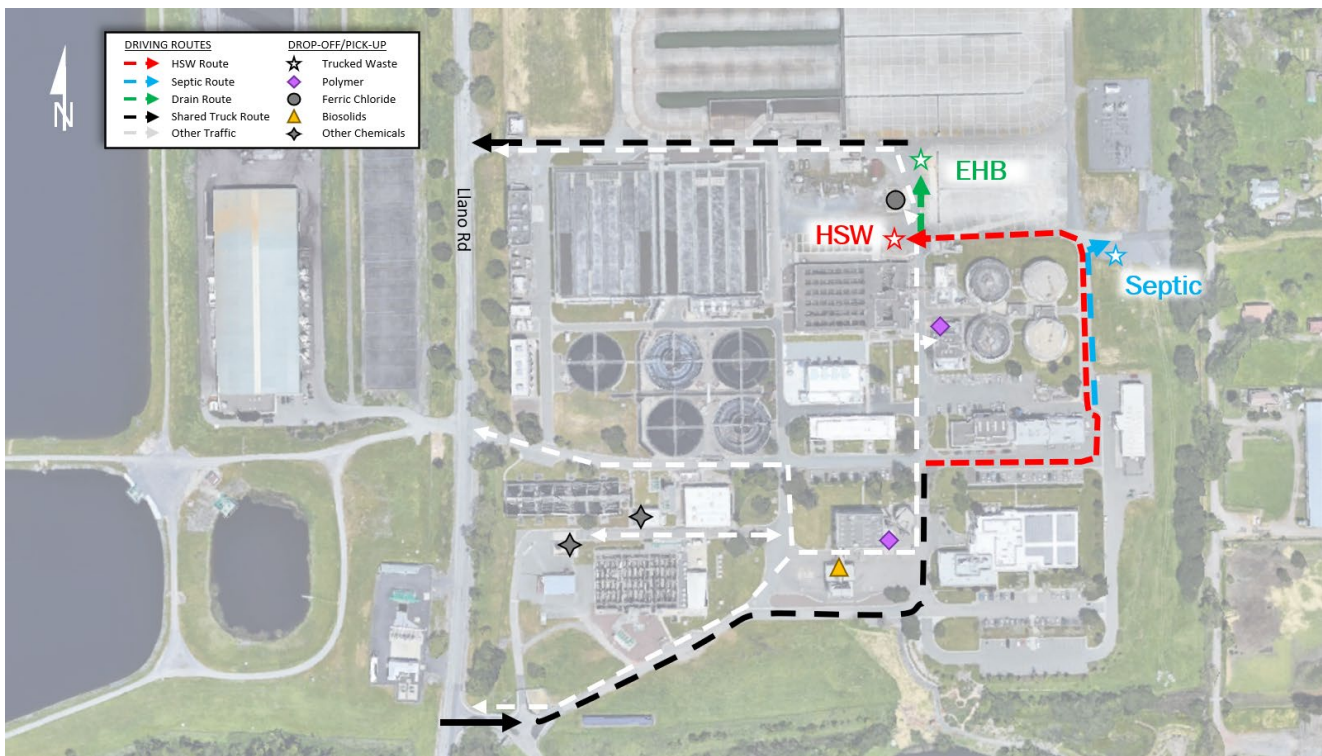 DRIVING ROUTES
HSW Route
Septic Route
Drain Route
Shared Truck Route
Other Traffic
DROP-OFF/PICK-UP
Trucked Waste
Polymer
Ferric Chloride
Biosolids
Other Chemicals
N
Llano Rd
EHB
HSW
Septic